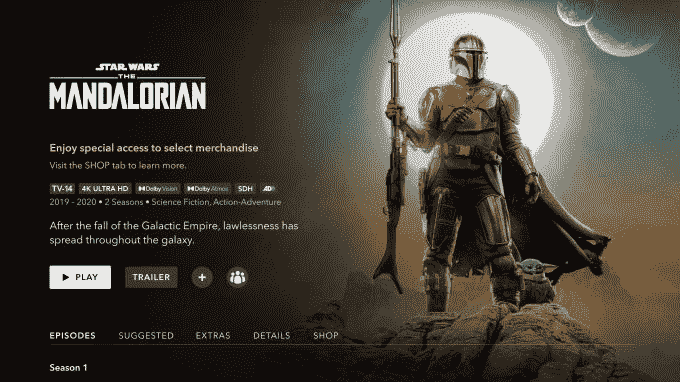 STAR WARS
THE
MANDALORIAN
Enjoy special access to select merchandise
Visit the SHOP tab to learn more.
TV-14 4K ULTRA HD Dolby Vision Dolby Atmos SDH AD
2019 - 2020 • 2 Seasons • Science Fiction, Action-Adventure
After the fall of the Galactic Empire, lawlessness has
spread throughout the galaxy.
PLAY TRAILER +
EPISODES SUGGESTED EXTRAS DETAILS SHOP
Season 1